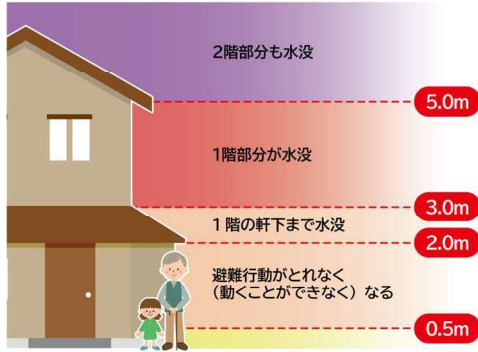 2階部分も水没
5.0m
1階部分が水没
3.0m
1階の軒下まで水没
2.0m
避難行動がとれなく
(動くことができなく)なる
0.5m